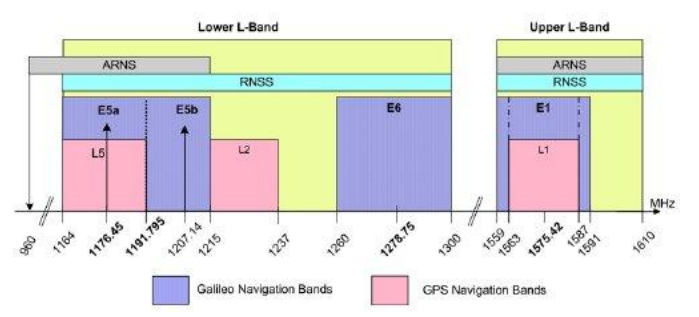 Lower L-Band Upper L-Band
ARNS ARNS
RNSS RNSS
E5a E5b E6 E1
L5 L2 L1
MHz
960 1164 1176.45 1191.795 1207.14 1215 1237 1260 1278.75 1300 1559 1563 1575.42 1587 1591 1610
Galileo Navigation Bands GPS Navigation Bands